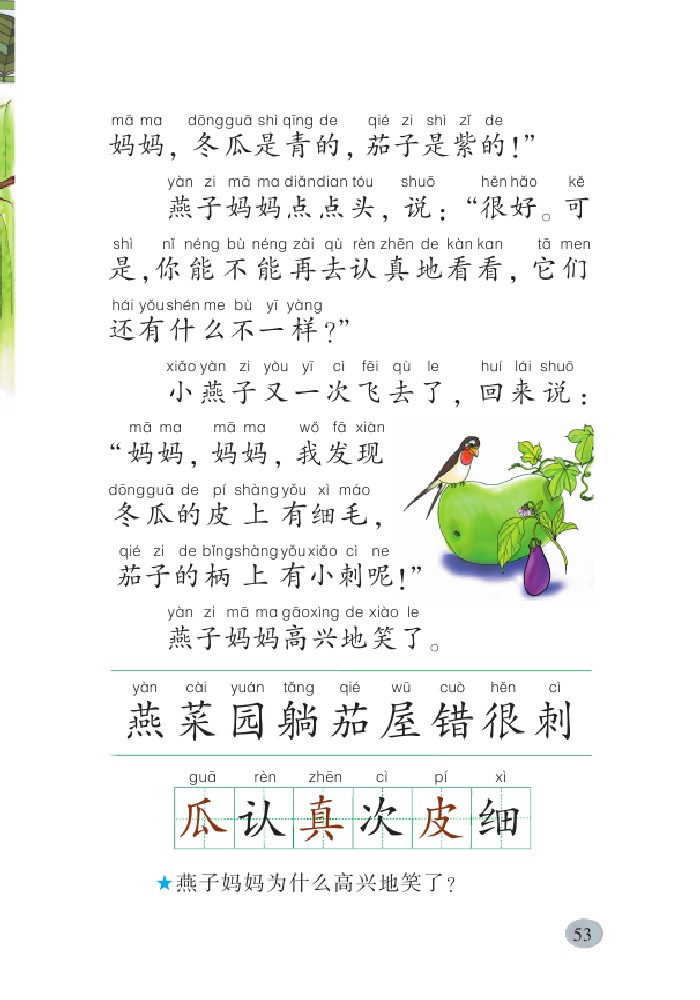 mā ma dōng guā shì qīng de qié zi shì zǐ de
妈妈，冬瓜是青的，茄子是紫的！”
yàn zi mā ma diǎn dian tóu shuō hěn hǎo kě
燕子妈妈点点头，说：“很好。可
shì nǐ néng bù néng zài qù rèn zhēn de kàn kan tā men
是，你能不能再去认真地看看，它们
hái yǒu shén me bù yī yàng
还有什么不一样？”
xiǎo yàn zi yòu yī cì fēi qù le huí lái shuō
小燕子又一次飞去了，回来说：
mā ma mā ma wǒ fā xiàn
“妈妈，妈妈，我发现
dōng guā de pí shàng yǒu xì máo
冬瓜的皮上有细毛，
qié zi de bǐng shàng yǒu xiǎo cì ne
茄子的柄上有小刺呢！”
yàn zi mā ma gāo xìng de xiào le
燕子妈妈高兴地笑了。
yàn cài yuán tǎng qié wū cuò hěn cì
燕菜园躺茄屋错很刺
guā rèn zhēn cì pí xì
瓜认真次皮细
★燕子妈妈为什么高兴地笑了？
53